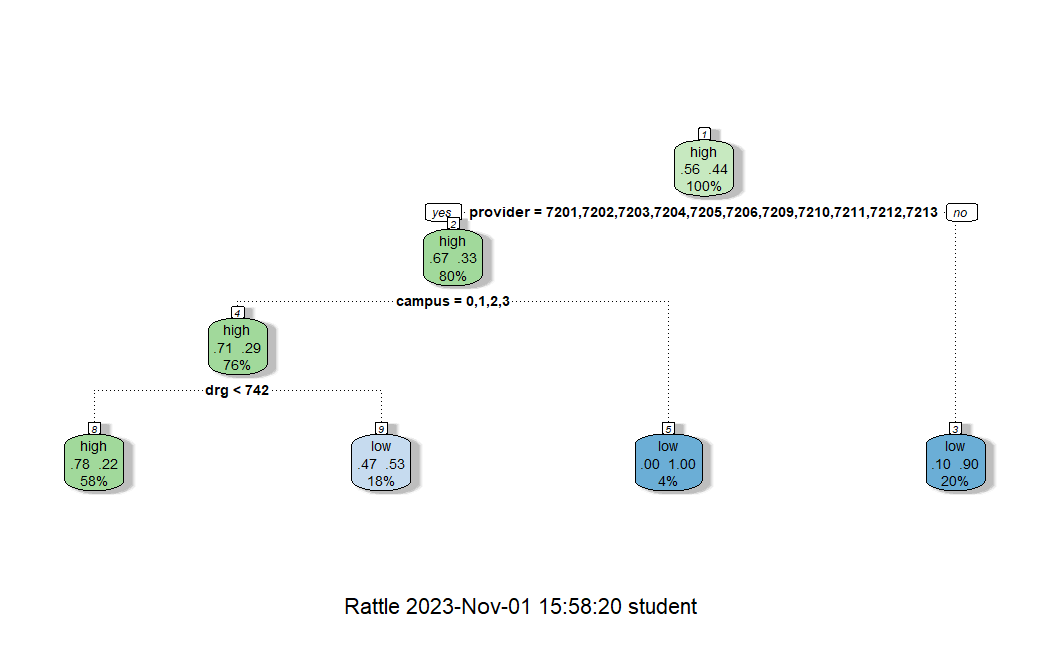 1
high
.56 .44
100%
yes provider = 7201,7202,7203,7204,7205,7206,7209,7210,7211,7212,7213 no
2
high
.67 .33
80%
campus = 0,1,2,3
4
high
.71 .29
76%
drg < 742
8
high
.78 .22
58%
9
low
.47 .53
18%
5
low
.00 1.00
4%
3
low
.10 .90
20%
Rattle 2023-Nov-01 15:58:20 student